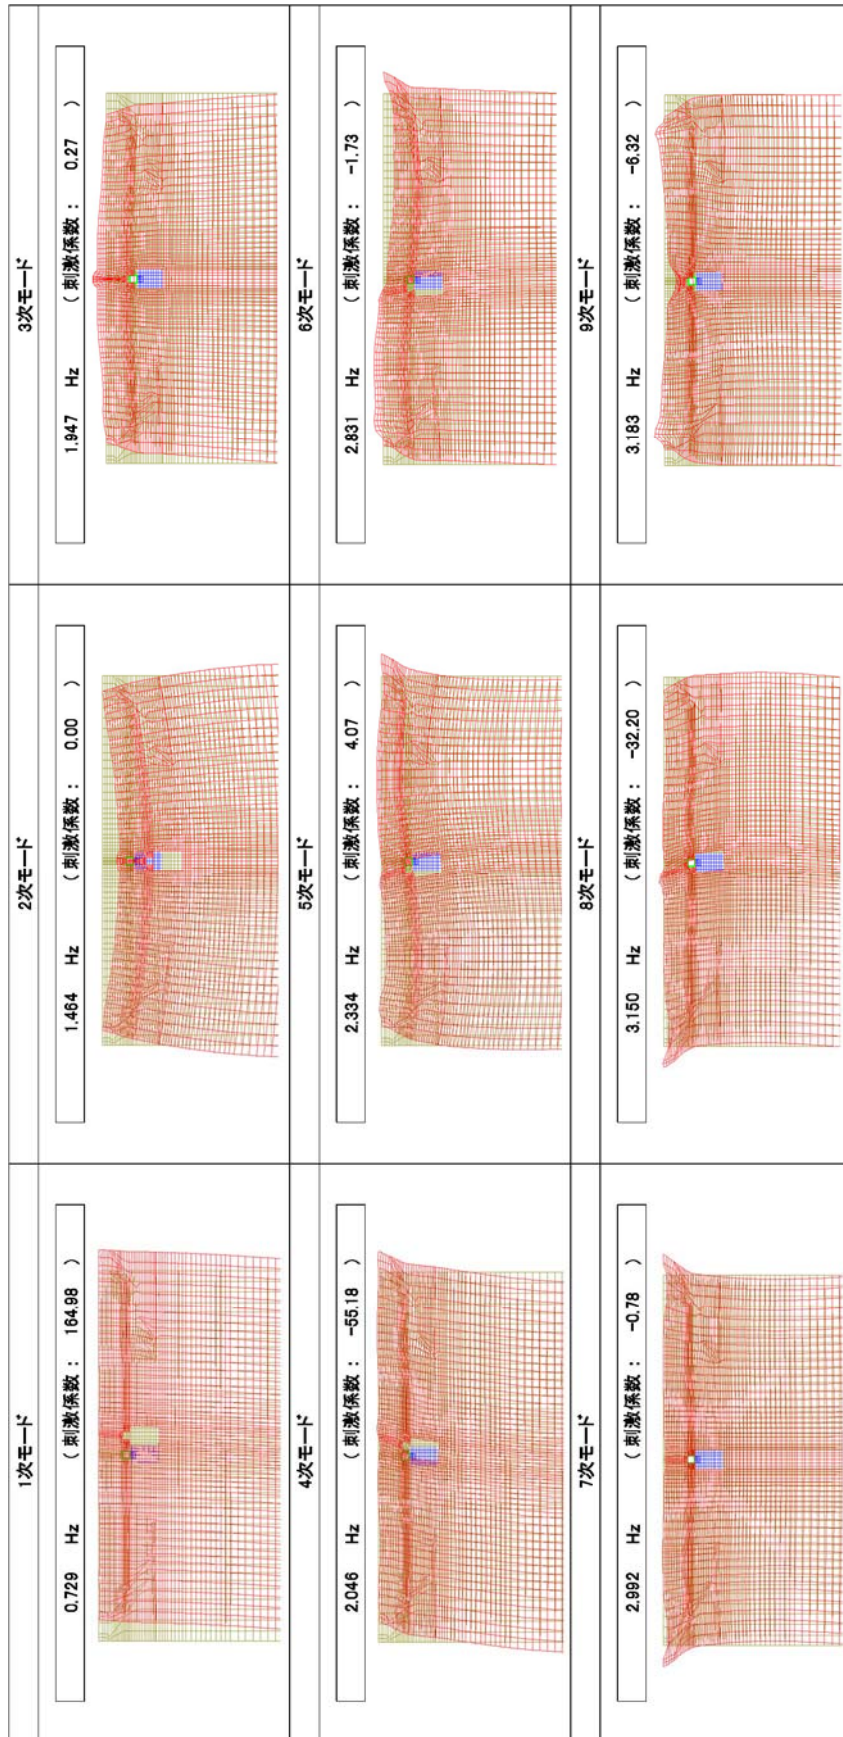 1次モード
0.729 Hz ( 刺激係数 : 164.98 )
2次モード
1.464 Hz ( 刺激係数 : 0.00 )
3次モード
1.947 Hz ( 刺激係数 : 0.27 )
4次モード
2.046 Hz ( 刺激係数 : -55.18 )
5次モード
2.334 Hz ( 刺激係数 : 4.07 )
6次モード
2.831 Hz ( 刺激係数 : -1.73 )
7次モード
2.992 Hz ( 刺激係数 : -0.78 )
8次モード
3.150 Hz ( 刺激係数 : -32.20 )
9次モード
3.183 Hz ( 刺激係数 : -6.32 )